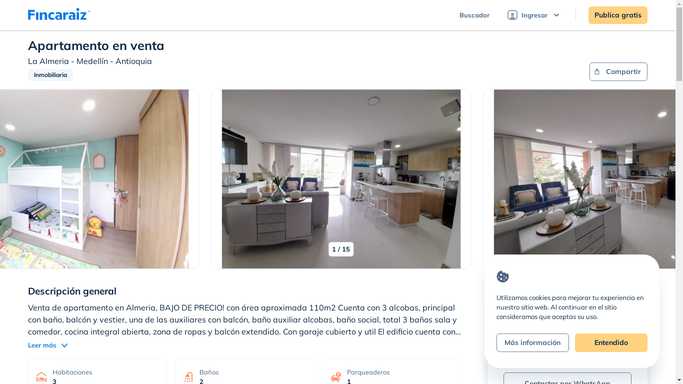 Fincaraiz
Buscador
Ingresar
Publica gratis
Apartamento en venta
La Almeria - Medellín - Antioquia
Inmobiliaria
Compartir
1 / 15
Descripción general
Venta de apartamento en Almeria, BAJO DE PRECIO! con área aproximada 110m2 Cuenta con 3 alcobas, principal
con baño, balcón y vestier, una de las auxiliares con balcón, baño auxiliar alcobas, baño social, total 3 baños sala y
comedor, cocina integral abierta, zona de ropas y balcón extendido. Con garaje cubierto y util El edificio cuenta con...
Leer más
Habitaciones
3
Baños
2
Parqueaderos
1
Utilizamos cookies para mejorar tu experiencia en
nuestro sitio web. Al continuar en el sitio
consideramos que aceptas su uso.
Más información
Entendido
Contactar por WhatsApp